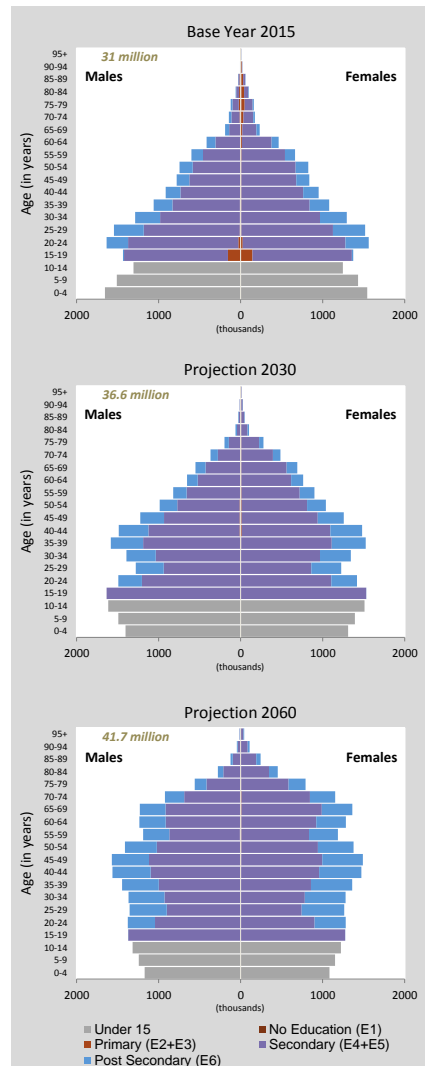 Base Year 2015
31 million
Males
Females
Age (in years)
95+
90-94
85-89
80-84
75-79
70-74
65-69
60-64
55-59
50-54
45-49
40-44
35-39
30-34
25-29
20-24
15-19
10-14
5-9
0-4
2000 1000 0 1000 2000
(thousands)
Projection 2030
36.6 million
Males
Females
Age (in years)
95+
90-94
85-89
80-84
75-79
70-74
65-69
60-64
55-59
50-54
45-49
40-44
35-39
30-34
25-29
20-24
15-19
10-14
5-9
0-4
2000 1000 0 1000 2000
(thousands)
Projection 2060
41.7 million
Males
Females
Age (in years)
95+
90-94
85-89
80-84
75-79
70-74
65-69
60-64
55-59
50-54
45-49
40-44
35-39
30-34
25-29
20-24
15-19
10-14
5-9
0-4
2000 1000 0 1000 2000
(thousands)
Under 15 No Education (E1)
Primary (E2+E3) Secondary (E4+E5)
Post Secondary (E6)